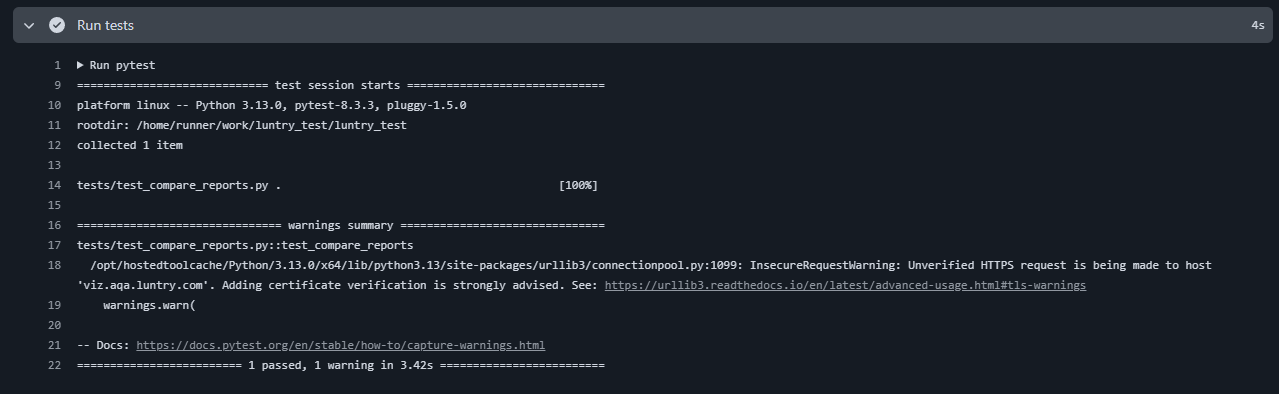 Run tests 4s
1 ▶ Run pytest
9 ============================= test session starts ==============================
10 platform linux -- Python 3.13.0, pytest-8.3.3, pluggy-1.5.0
11 rootdir: /home/runner/work/luntry_test/luntry_test
12 collected 1 item
13
14 tests/test_compare_reports.py . [100%]
15
16 =============================== warnings summary ===============================
17 tests/test_compare_reports.py::test_compare_reports
18 /opt/hostedtoolcache/Python/3.13.0/x64/lib/python3.13/site-packages/urllib3/connectionpool.py:1099: InsecureRequestWarning: Unverified HTTPS request is being made to host
'viz.aqa.luntry.com'. Adding certificate verification is strongly advised. See: https://urllib3.readthedocs.io/en/latest/advanced-usage.html#tls-warnings
19 warnings.warn(
20
21 -- Docs: https://docs.pytest.org/en/stable/how-to/capture-warnings.html
22 ========================= 1 passed, 1 warning in 3.42s =========================